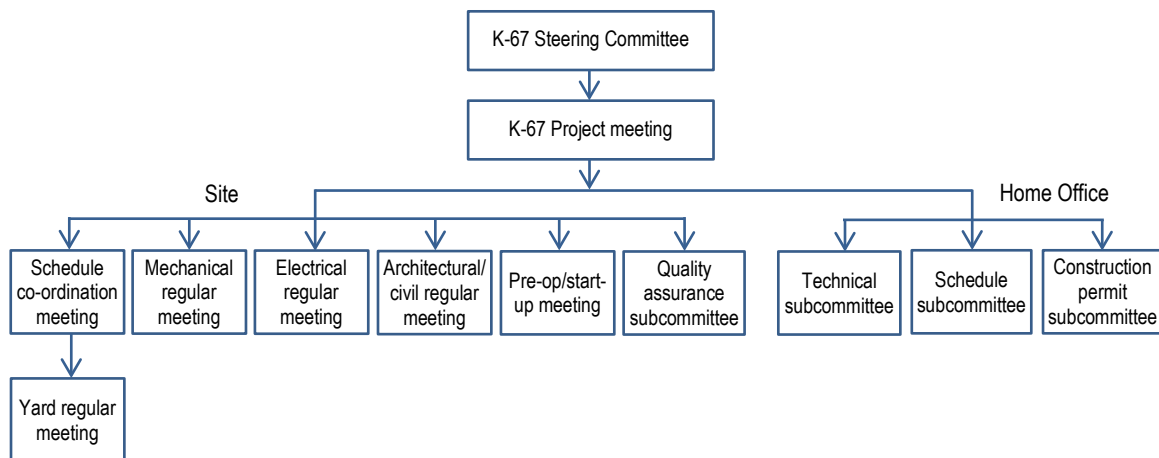 K-67 Steering Committee
K-67 Project meeting
Site
Home Office
Schedule
co-ordination
meeting
Mechanical
regular
meeting
Electrical
regular
meeting
Architectural/
civil regular
meeting
Pre-op/start-
up meeting
Quality
assurance
subcommittee
Technical
subcommittee
Schedule
subcommittee
Construction
permit
subcommittee
Yard regular
meeting